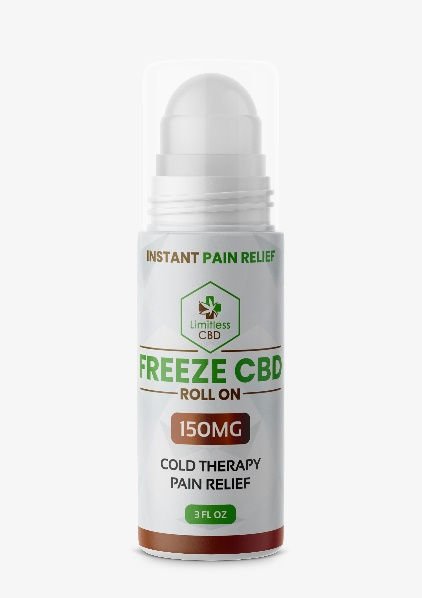 INSTANT PAIN RELIEF
Limitless
CBD
FREEZE CBD
ROLL ON
150MG
COLD THERAPY
PAIN RELIEF
3 FL OZ